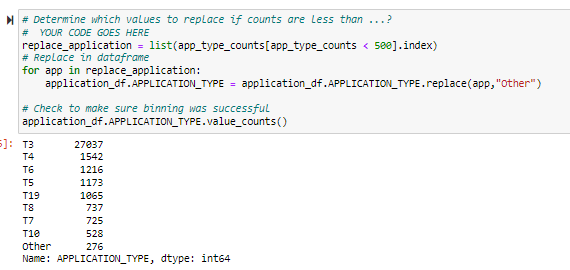 # Determine which values to replace if counts are less than ...?
#  YOUR CODE GOES HERE
replace_application = list(app_type_counts[app_type_counts < 500].index)
# Replace in dataframe
for app in replace_application:
    application_df.APPLICATION_TYPE = application_df.APPLICATION_TYPE.replace(app,"Other")

# Check to make sure binning was successful
application_df.APPLICATION_TYPE.value_counts()
]:
T3       27037
T4        1542
T6        1216
T5        1173
T19       1065
T8         737
T7         725
T10        528
Other      276
Name: APPLICATION_TYPE, dtype: int64